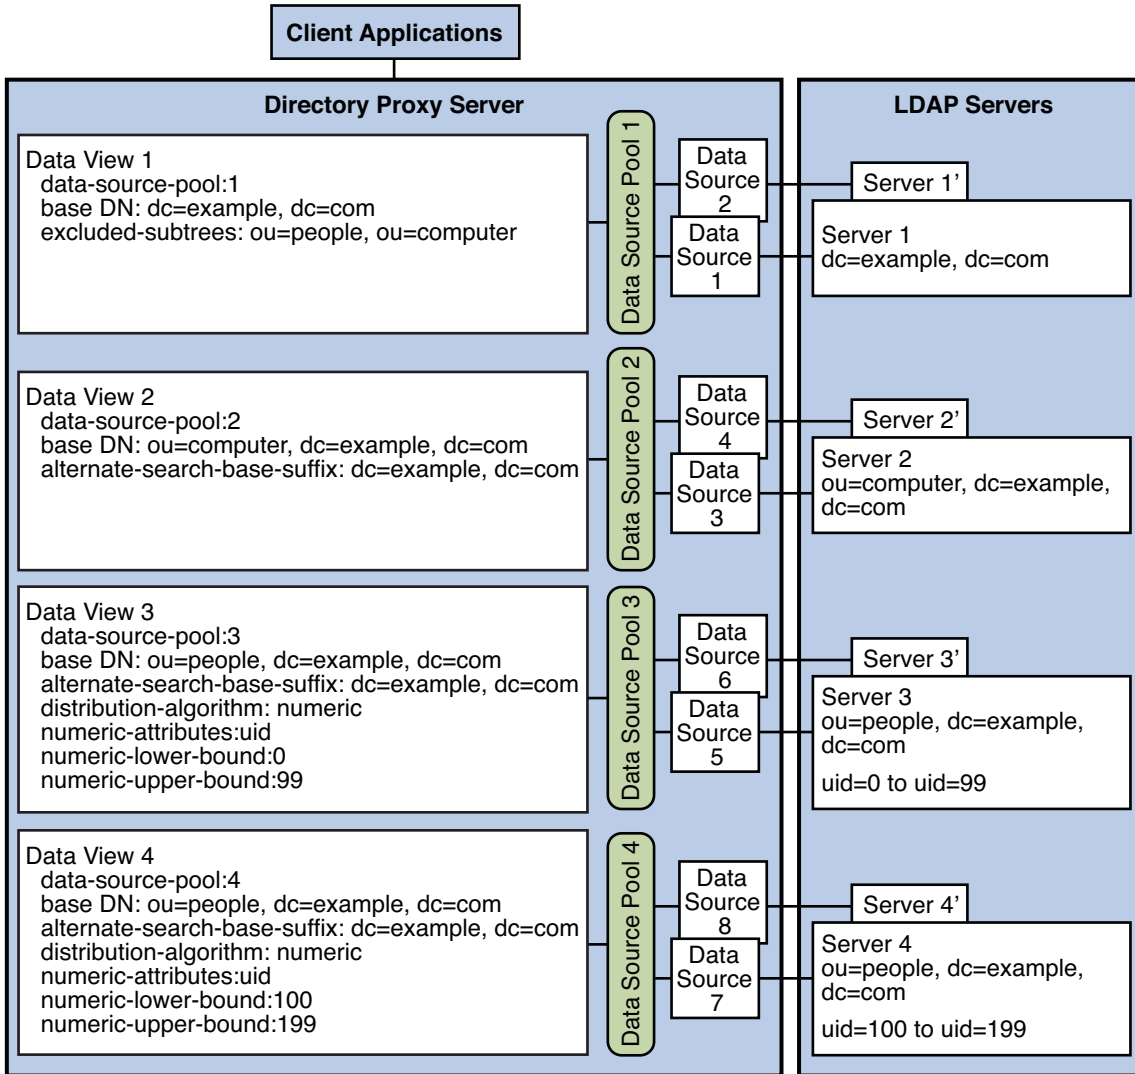 Client Applications
Directory Proxy Server
Data View 1
data-source-pool:1
base DN: dc=example, dc=com
excluded-subtrees: ou=people, ou=computer
Data Source Pool 1
Data
Source
2
Data
Source
1
Data View 2
data-source-pool:2
base DN: ou=computer, dc=example, dc=com
alternate-search-base-suffix: dc=example, dc=com
Data Source Pool 2
Data
Source
4
Data
Source
3
Data View 3
data-source-pool:3
base DN: ou=people, dc=example, dc=com
alternate-search-base-suffix: dc=example, dc=com
distribution-algorithm: numeric
numeric-attributes:uid
numeric-lower-bound:0
numeric-upper-bound:99
Data Source Pool 3
Data
Source
6
Data
Source
5
Data View 4
data-source-pool:4
base DN: ou=people, dc=example, dc=com
alternate-search-base-suffix: dc=example, dc=com
distribution-algorithm: numeric
numeric-attributes:uid
numeric-lower-bound:100
numeric-upper-bound:199
Data Source Pool 4
Data
Source
8
Data
Source
7
LDAP Servers
Server 1’
Server 1
dc=example, dc=com
Server 2’
Server 2
ou=computer, dc=example,
dc=com
Server 3’
Server 3
ou=people, dc=example,
dc=com
uid=0 to uid=99
Server 4’
Server 4
ou=people, dc=example,
dc=com
uid=100 to uid=199